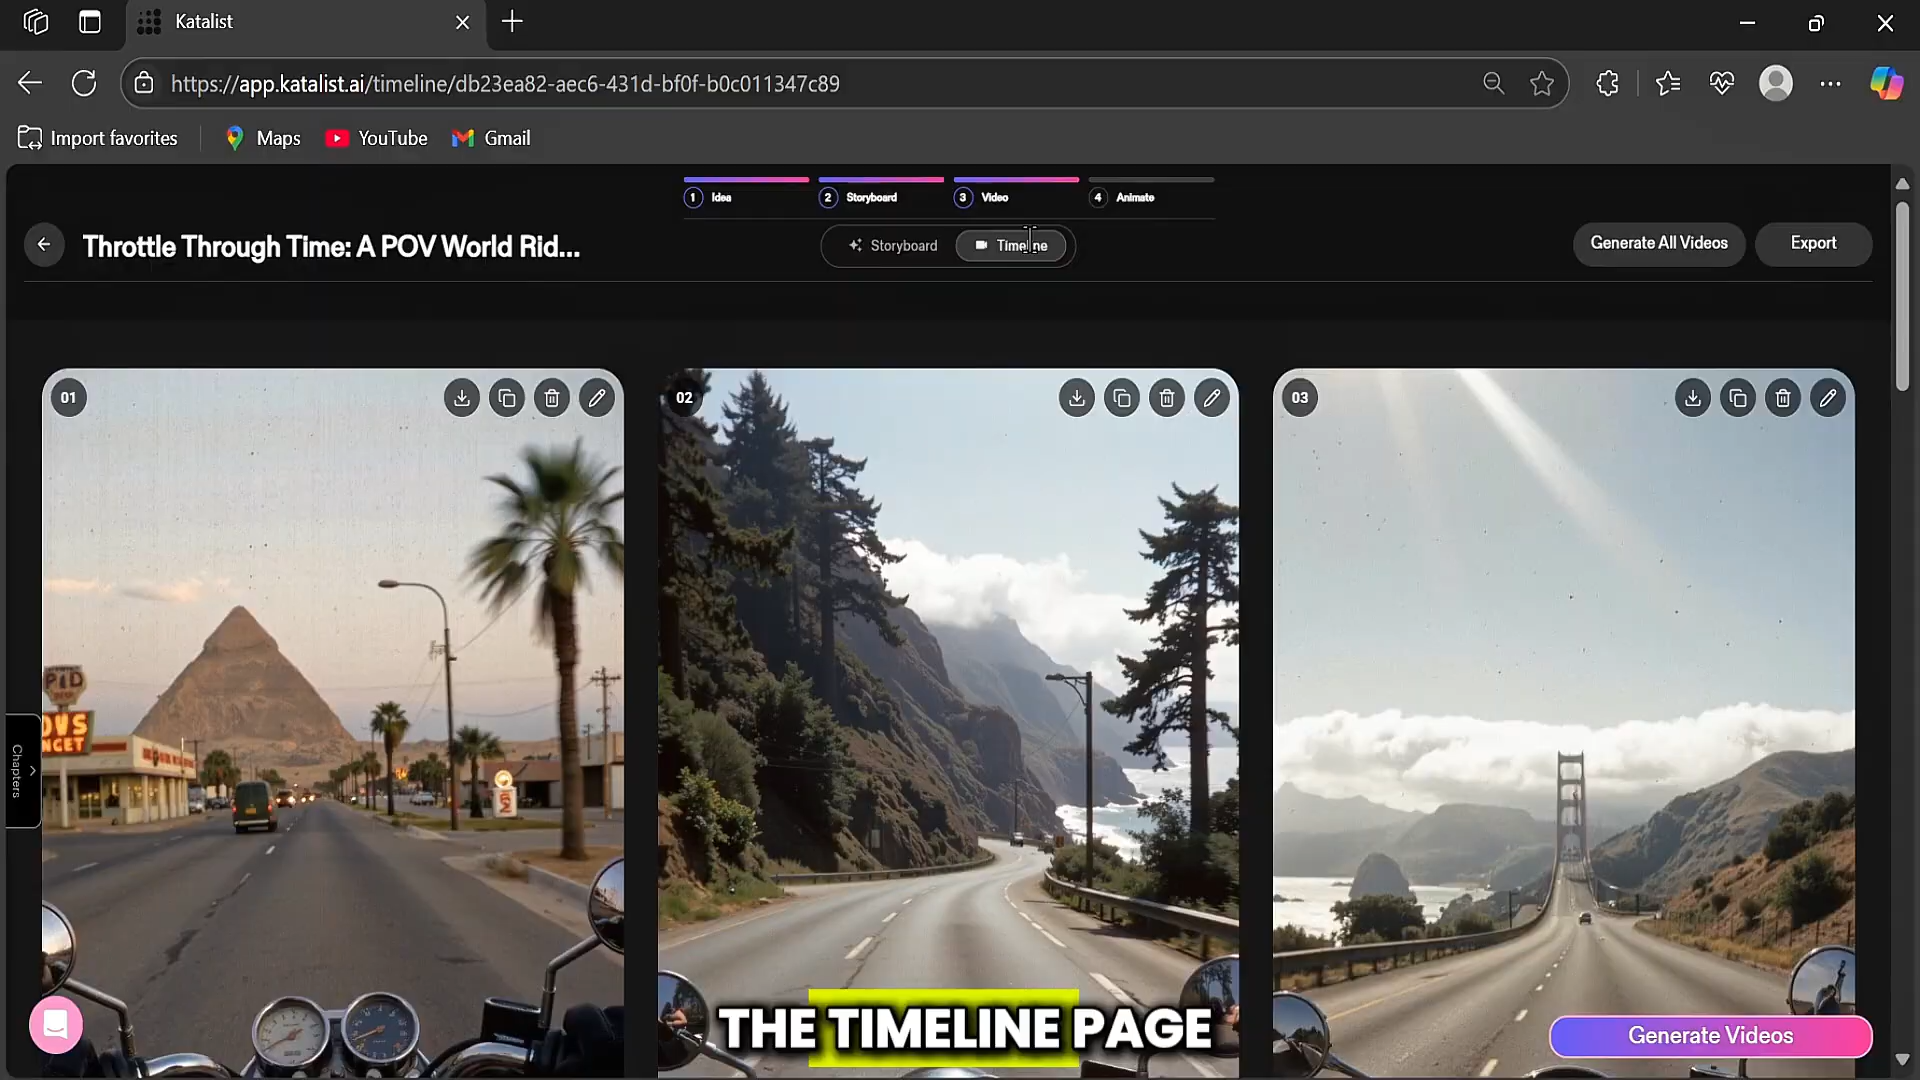 Katalist
https://app.katalist.ai/timeline/db23ea82-aec6-431d-bf0f-b0c011347c89
Import favorites
Maps
YouTube
Gmail
1 Idea
2 Storyboard
3 Video
4 Animate
Throttle Through Time: A POV World Rid...
Storyboard
Timeline
Generate All Videos
Export
01
02
03
Chapters
THE TIMELINE PAGE
Generate Videos